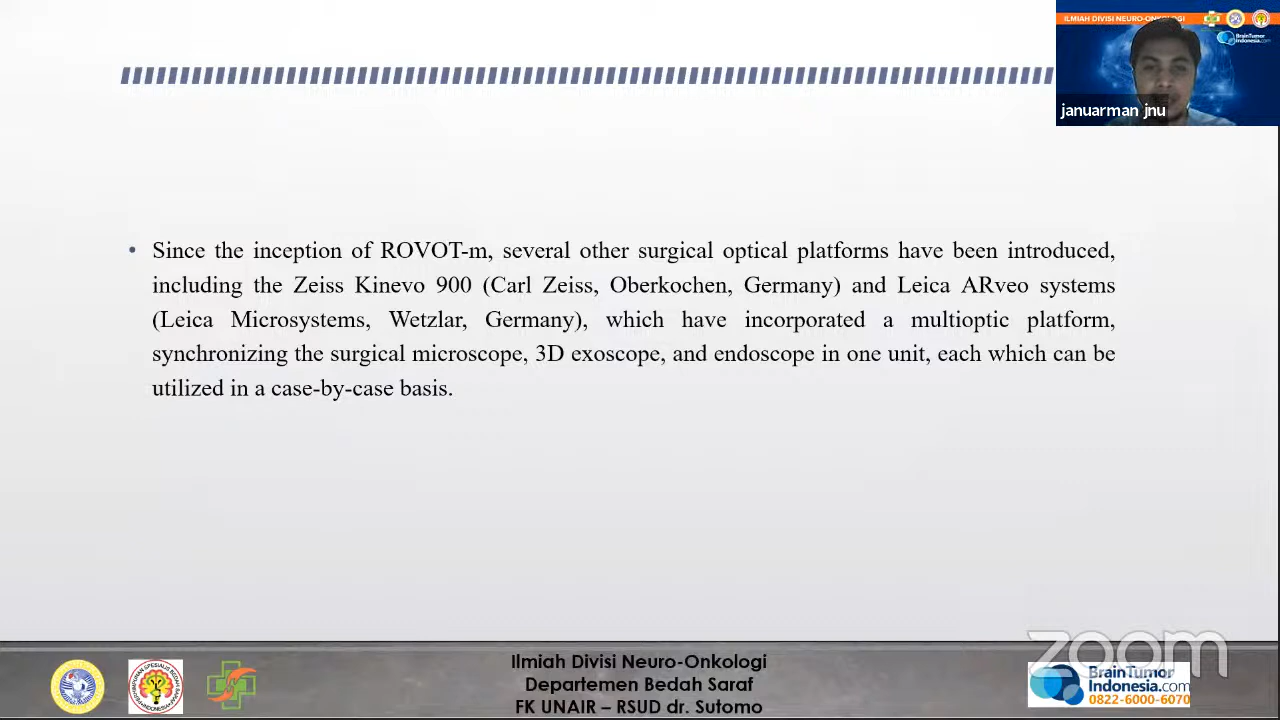 ILMIAH DIVISI NEURO-ONKOLOGI
BrainTumor
Indonesia.com
januarman jnu
• Since the inception of ROVOT-m, several other surgical optical platforms have been introduced,
including the Zeiss Kinevo 900 (Carl Zeiss, Oberkochen, Germany) and Leica ARveo systems
(Leica Microsystems, Wetzlar, Germany), which have incorporated a multioptic platform,
synchronizing the surgical microscope, 3D exoscope, and endoscope in one unit, each which can be
utilized in a case-by-case basis.
zoom
Ilmiah Divisi Neuro-Onkologi
Departemen Bedah Saraf
FK UNAIR – RSUD dr. Sutomo
BrainTumor
Indonesia.com
0822-6000-6070